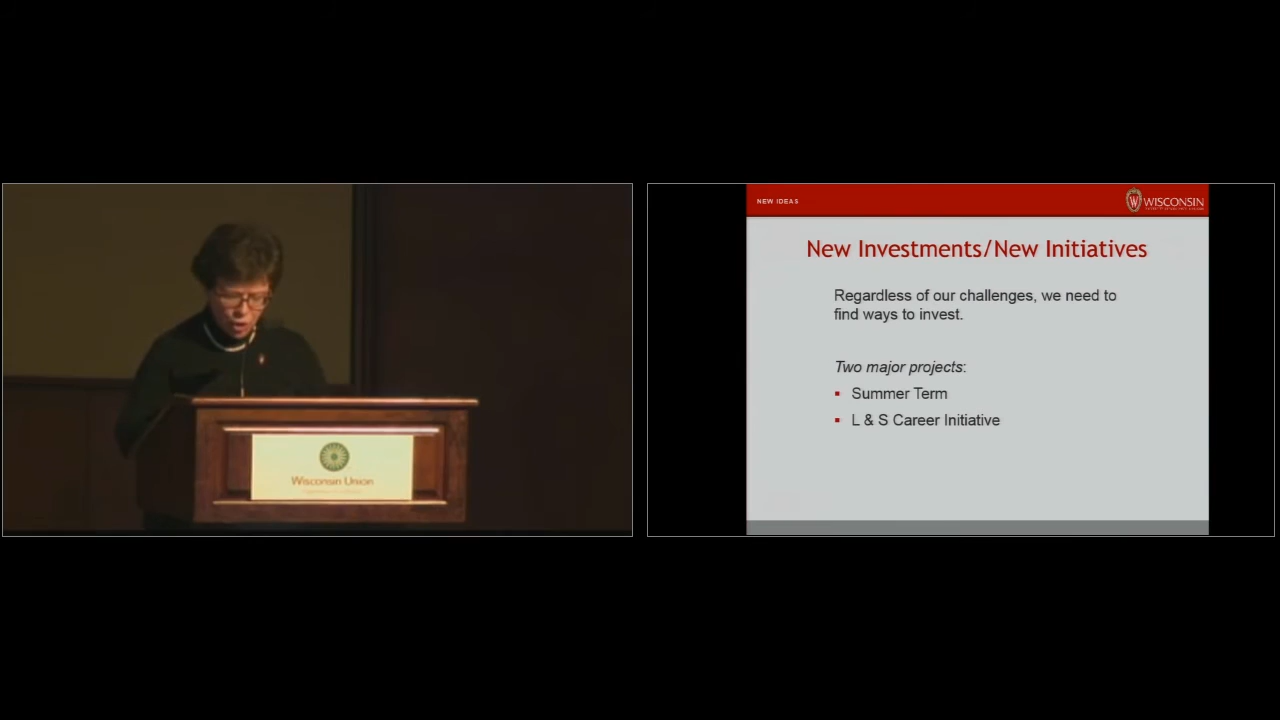 Wisconsin Union
NEW IDEAS
WISCONSIN
New Investments/New Initiatives
Regardless of our challenges, we need to
find ways to invest.
Two major projects:
Summer Term
L & S Career Initiative